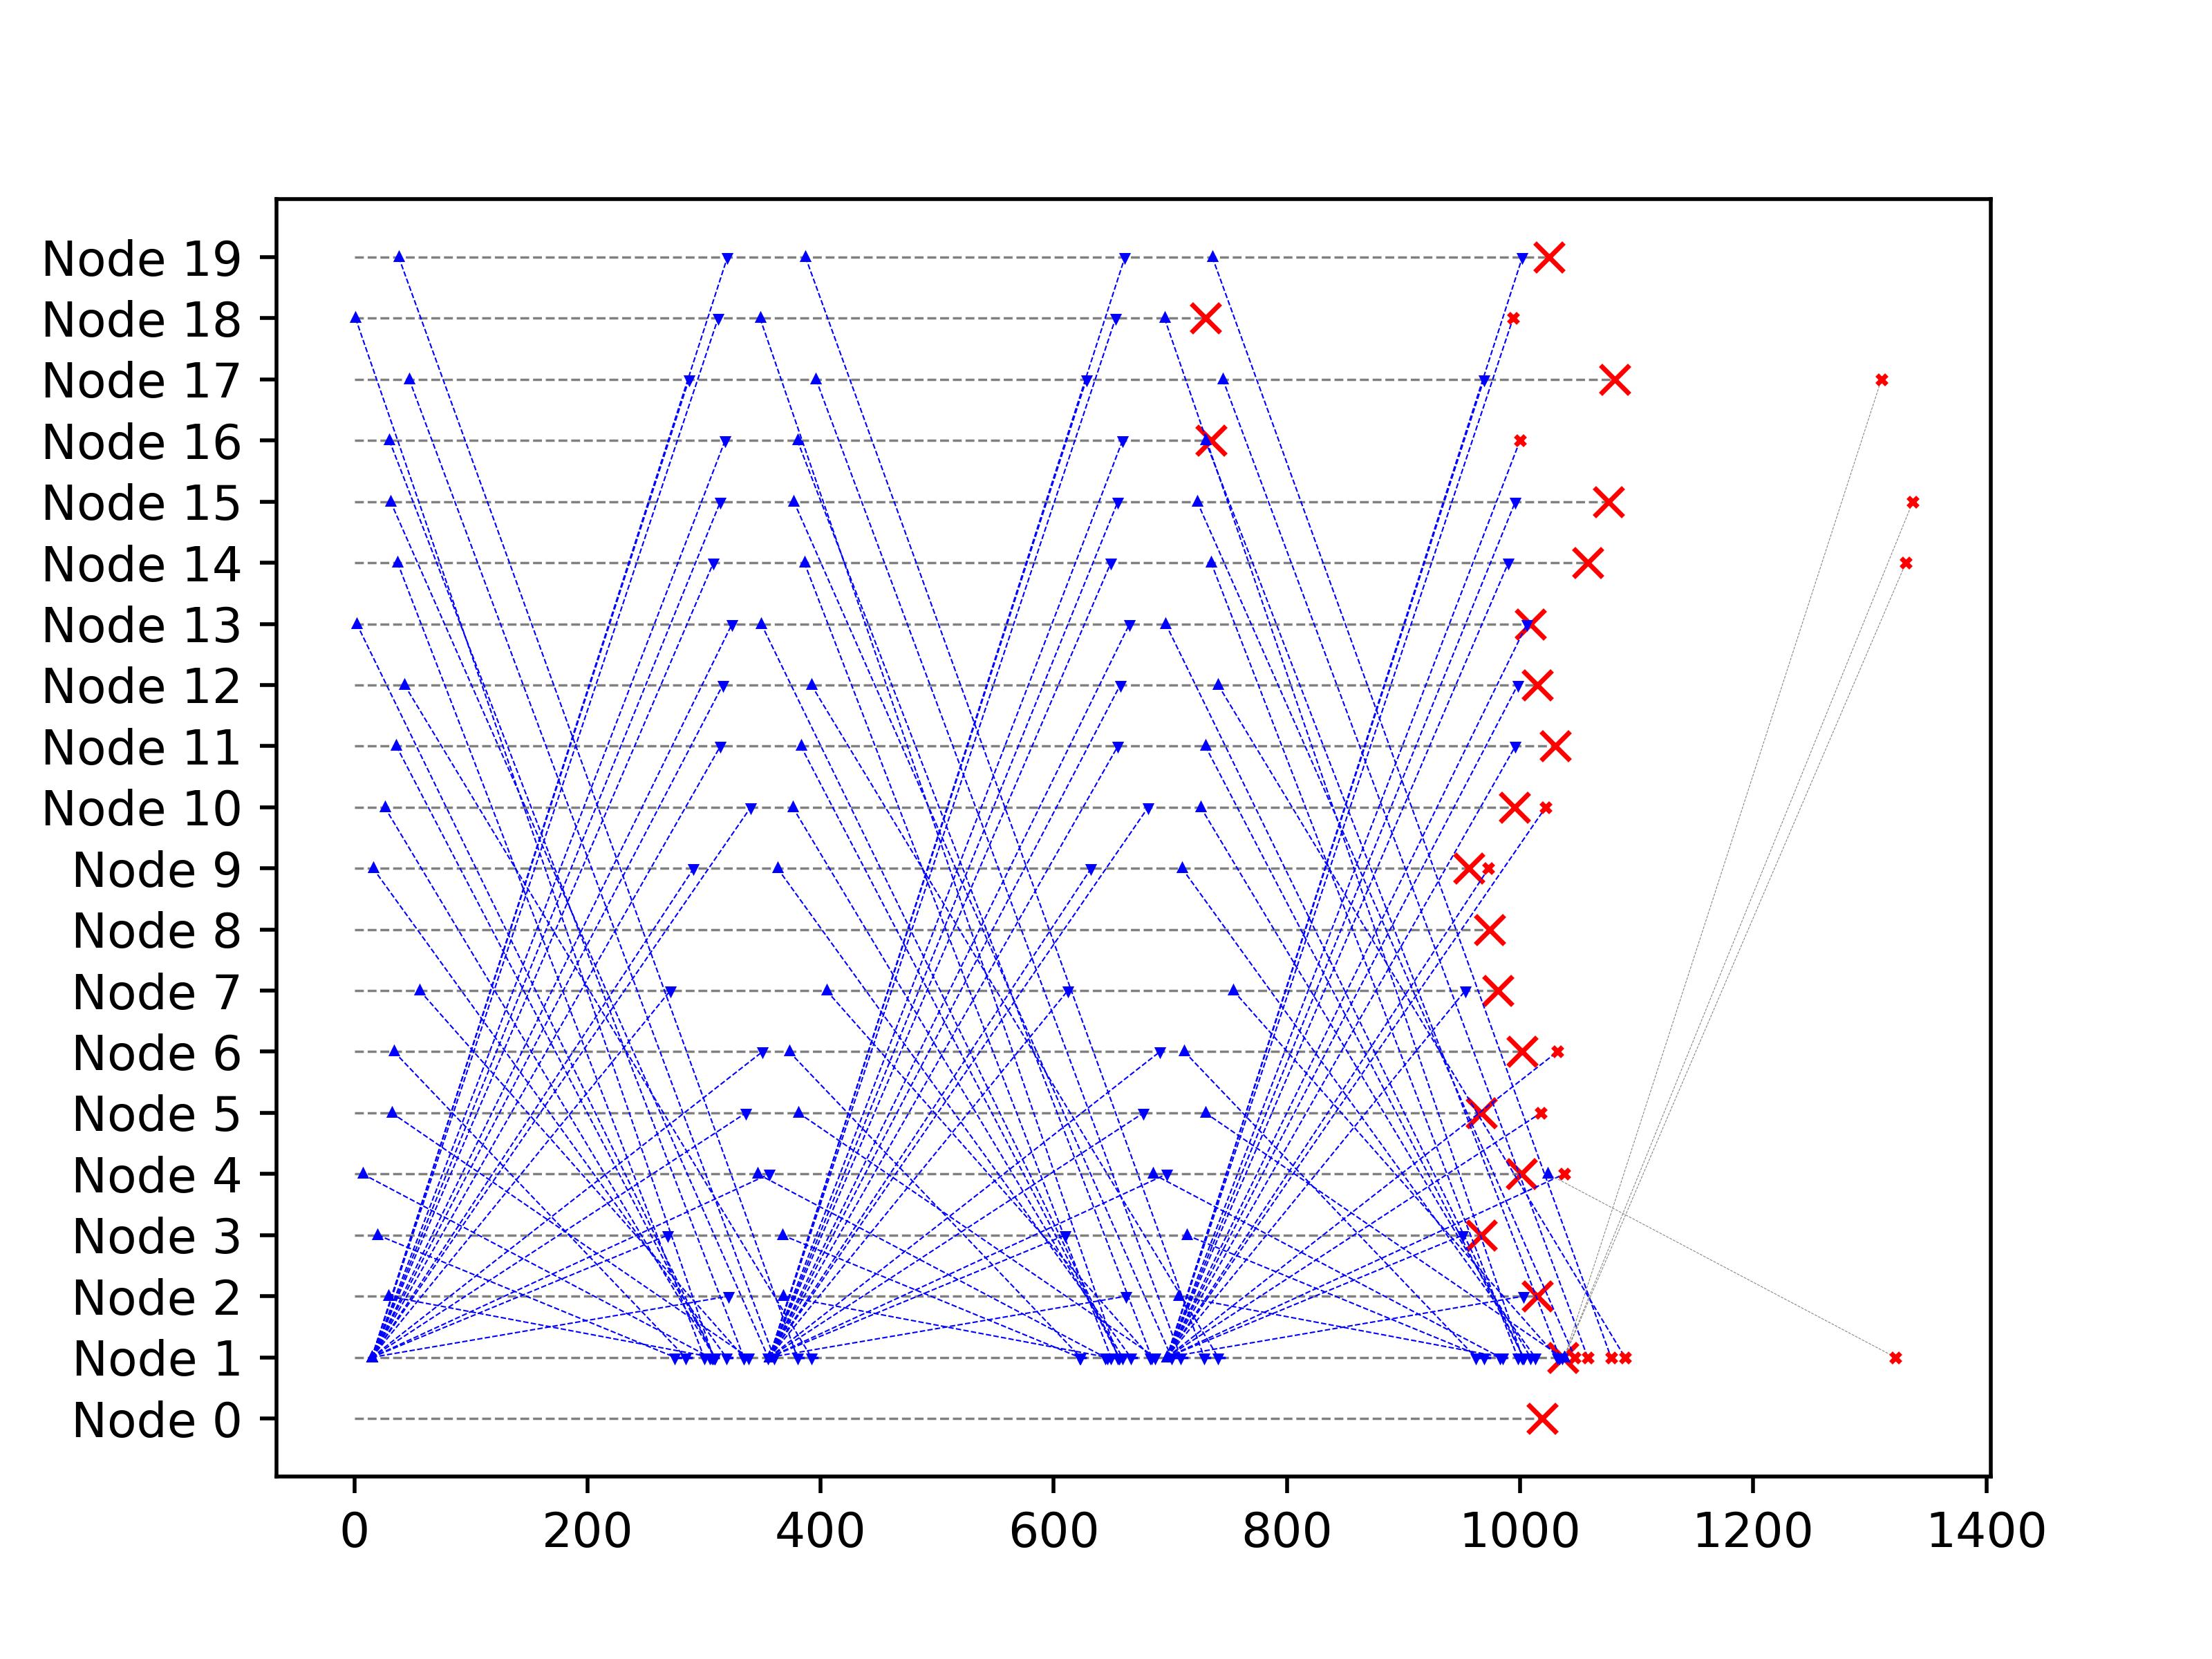 Node 19
Node 18
Node 17
Node 16
Node 15
Node 14
Node 13
Node 12
Node 11
Node 10
Node 9
Node 8
Node 7
Node 6
Node 5
Node 4
Node 3
Node 2
Node 1
Node 0
0 200 400 600 800 1000 1200 1400